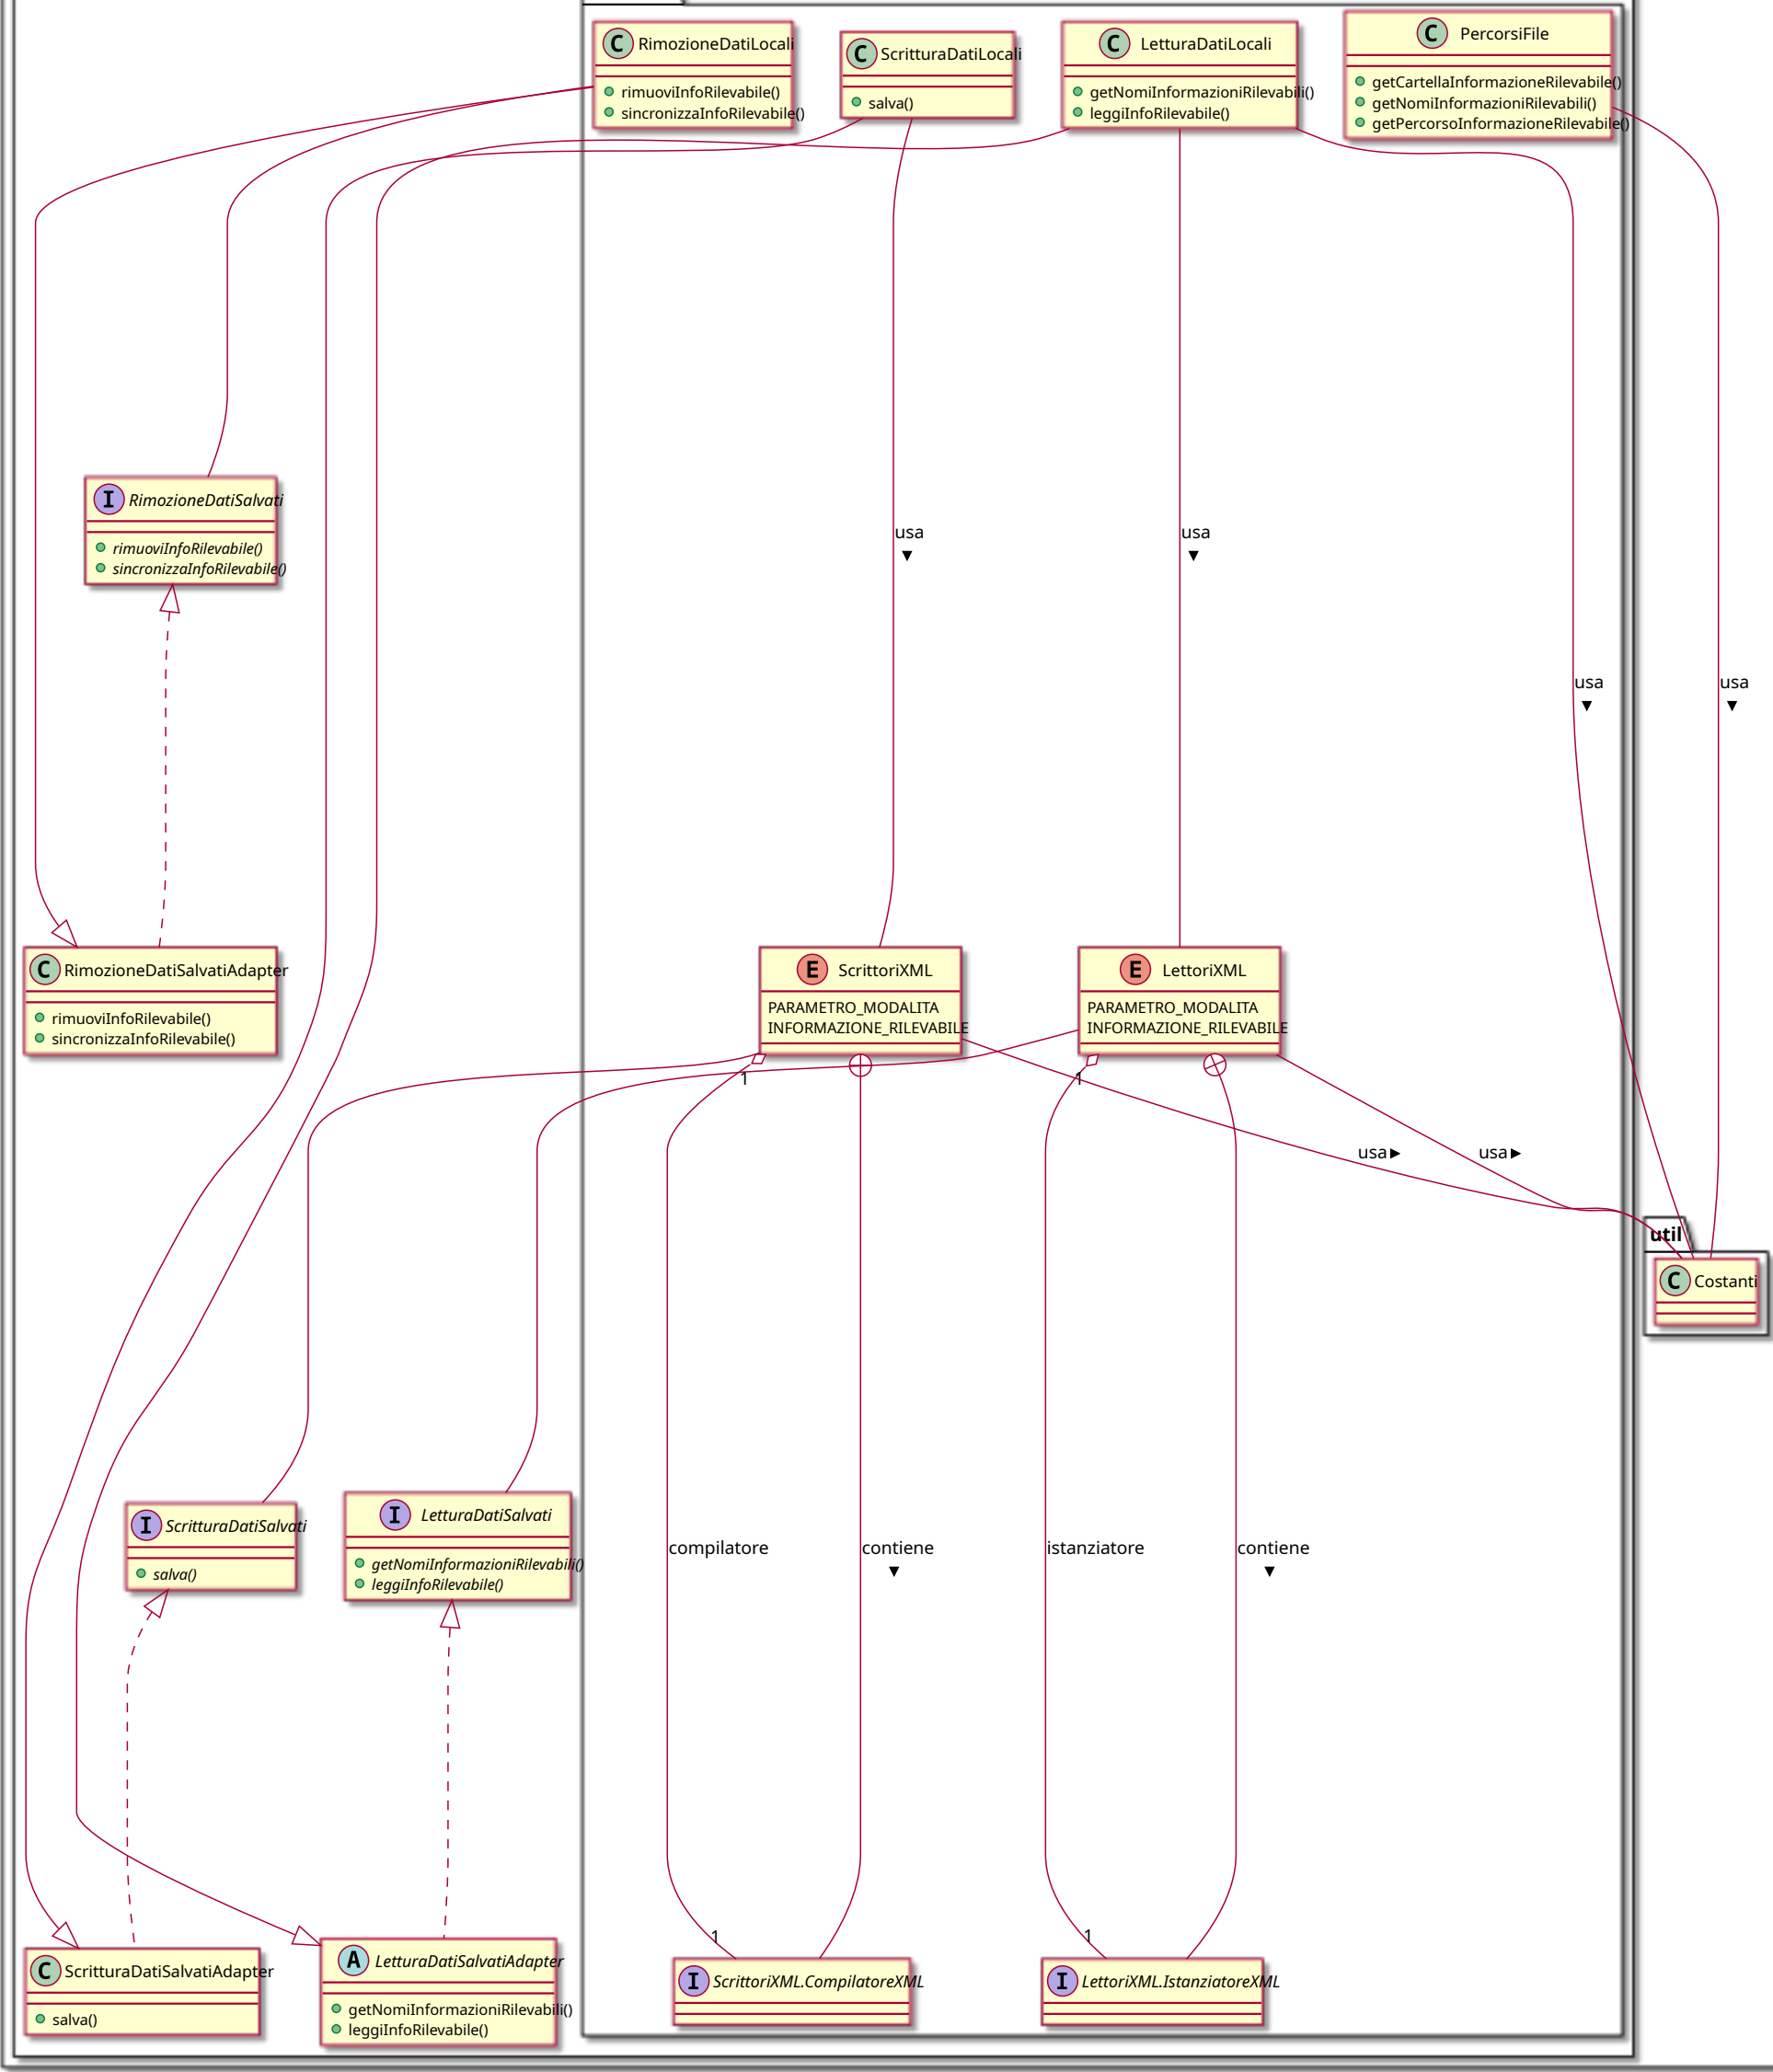 C RimozioneDatiLocali
rimuoviInfoRilevabile()
sincronizzaInfoRilevabile()
C ScritturaDatiLocali
salva()
C LetturaDatiLocali
getNomiInformazioniRilevabili()
leggiInfoRilevabile()
C PercorsiFile
getCartellaInformazioneRilevabile()
getNomiInformazioniRilevabili()
getPercorsoInformazioneRilevabile()
I RimozioneDatiSalvati
rimuoviInfoRilevabile()
sincronizzaInfoRilevabile()
usa
usa
usa
usa
C RimozioneDatiSalvatiAdapter
rimuoviInfoRilevabile()
sincronizzaInfoRilevabile()
E ScrittoriXML
PARAMETRO_MODALITA
INFORMAZIONE_RILEVABILE
E LettoriXML
PARAMETRO_MODALITA
INFORMAZIONE_RILEVABILE
1
1
usa
usa
util
C Costanti
I ScritturaDatiSalvati
salva()
I LetturaDatiSalvati
getNomiInformazioniRilevabili()
leggiInfoRilevabile()
compilatore
contiene
istanziatore
contiene
1
1
C ScritturaDatiSalvatiAdapter
salva()
A LetturaDatiSalvatiAdapter
getNomiInformazioniRilevabili()
leggiInfoRilevabile()
I ScrittoriXML.CompilatoreXML
I LettoriXML.IstanziatoreXML